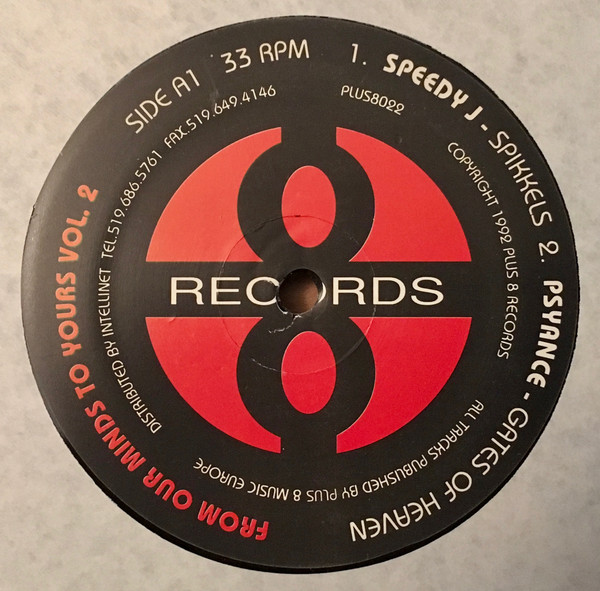 SIDE A1 33 RPM 1. SPEEDY J - SPIKKELS 2. PSYANCE - GATES OF HEAVEN
FROM OUR MINDS TO YOURS VOL. 2
DISTRIBUTED BY INTELLINET TEL.519.686.5761 FAX.519.649.4146
PLUS8022
COPYRIGHT 1992 PLUS 8 RECORDS
ALL TRACKS PUBLISHED BY PLUS 8 MUSIC EUROPE
8
RECORDS